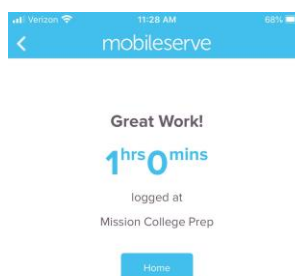 Verizon 11:28 AM 68%
mobileserve
Great Work!
1hrs0mins
logged at
Mission College Prep
Home